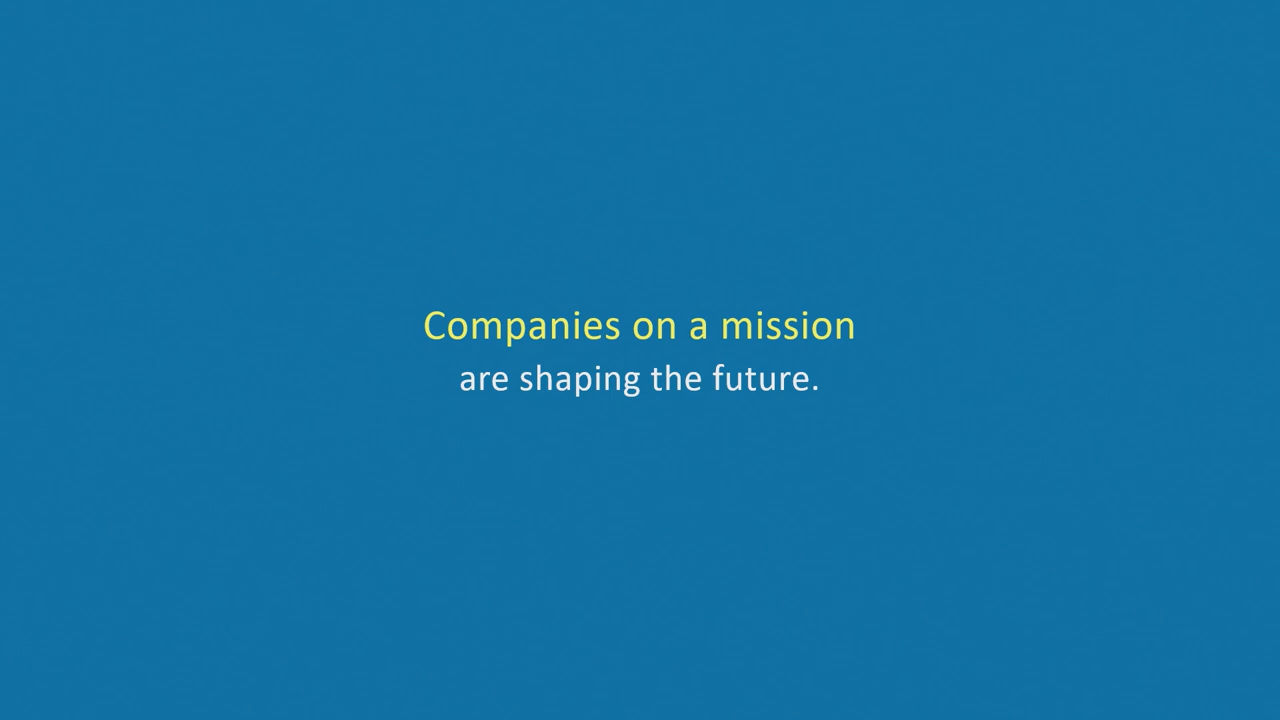 Companies on a mission
are shaping the future.